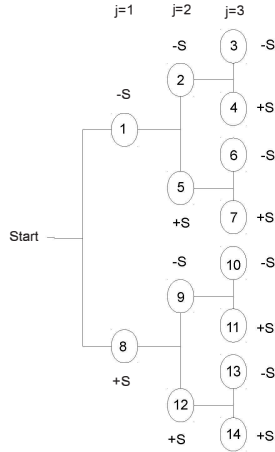 j=1 j=2 j=3
-S 3 -S
2
-S 4 +S
1
6 -S
5
+S 7 +S
Start
-S 10 -S
9
11 +S
8
+S 13 -S
12
+S 14 +S